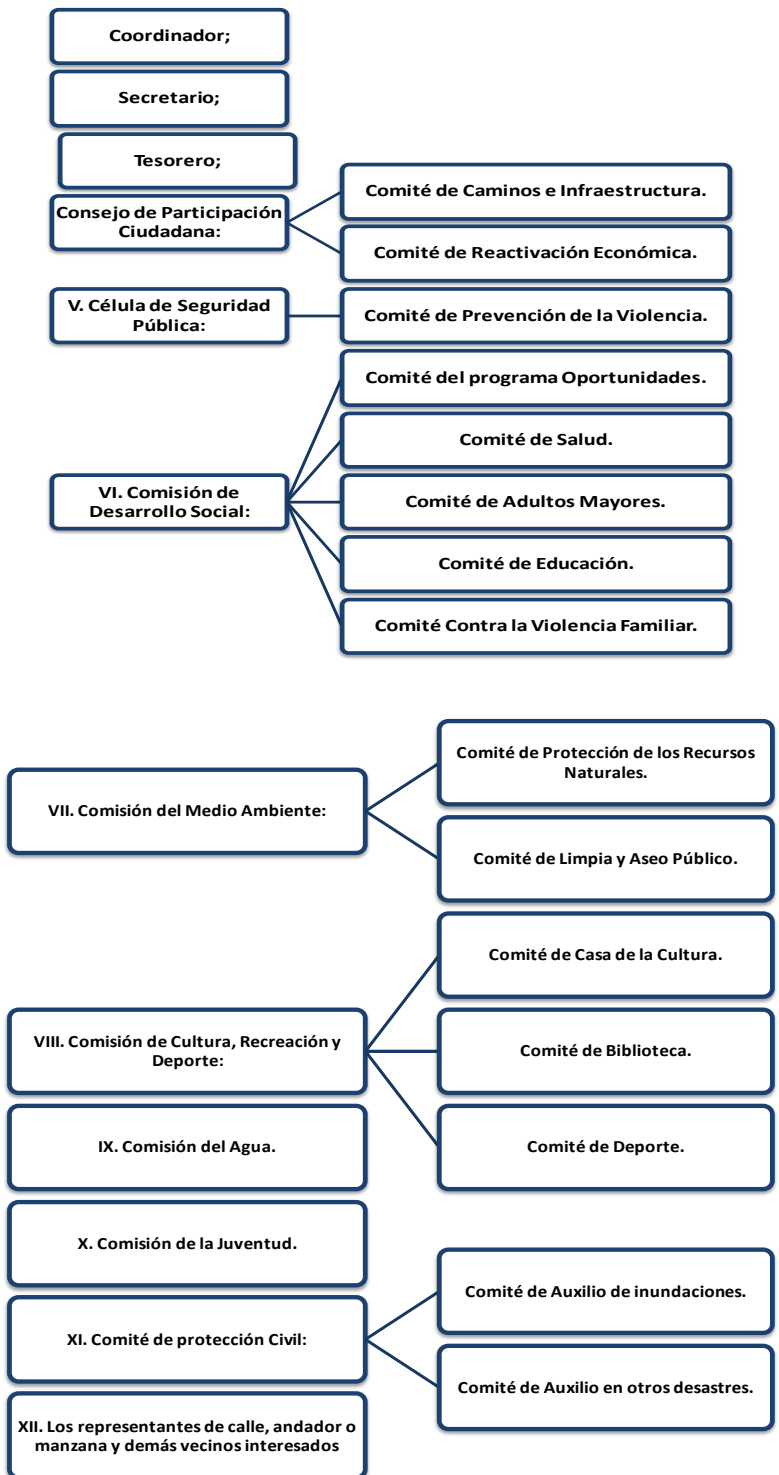 Coordinador;
Secretario;
Tesorero;
Consejo de Participación
Ciudadana:
Comité de Caminos e Infraestructura.
Comité de Reactivación Económica.
V. Célula de Seguridad
Pública:
Comité de Prevención de la Violencia.
VI. Comisión de
Desarrollo Social:
Comité del programa Oportunidades.
Comité de Salud.
Comité de Adultos Mayores.
Comité de Educación.
Comité Contra la Violencia Familiar.
VII. Comisión del Medio Ambiente:
Comité de Protección de los Recursos
Naturales.
Comité de Limpia y Aseo Público.
VIII. Comisión de Cultura, Recreación y
Deporte:
Comité de Casa de la Cultura.
Comité de Biblioteca.
Comité de Deporte.
IX. Comisión del Agua.
X. Comisión de la Juventud.
XI. Comité de protección Civil:
Comité de Auxilio de inundaciones.
Comité de Auxilio en otros desastres.
XII. Los representantes de calle, andador o
manzana y demás vecinos interesados